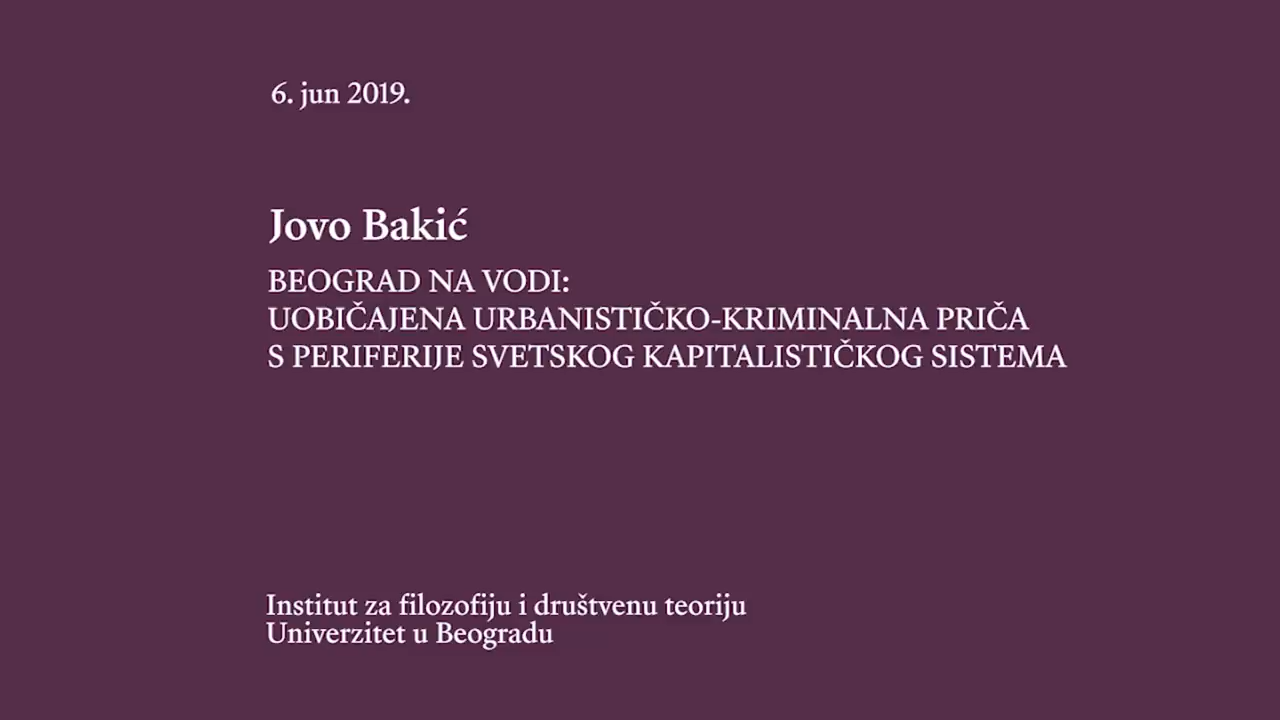 6. jun 2019.
Jovo Bakić
BEOGRAD NA VODI:
UOBIČAJENA URBANISTIČKO-KRIMINALNA PRIČA
S PERIFERIJE SVETSKOG KAPITALISTIČKOG SISTEMA
Institut za filozofiju i društvenu teoriju
Univerzitet u Beogradu